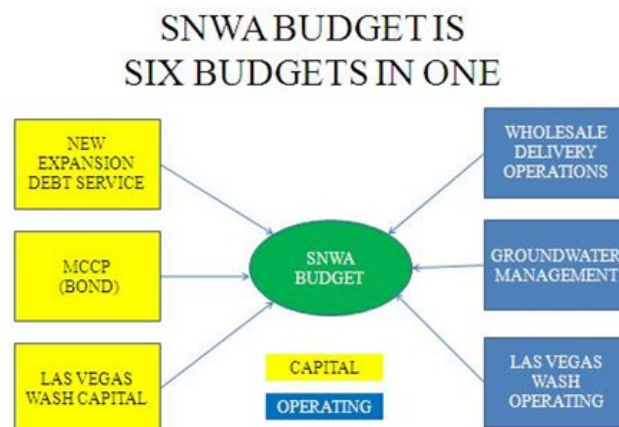 SNWA BUDGET IS
SIX BUDGETS IN ONE
NEW
EXPANSION
DEBT SERVICE
MCCP
(BOND)
LAS VEGAS
WASH CAPITAL
SNWA
BUDGET
CAPITAL
OPERATING
WHOLESALE
DELIVERY
OPERATIONS
GROUNDWATER
MANAGEMENT
LAS VEGAS
WASH
OPERATING